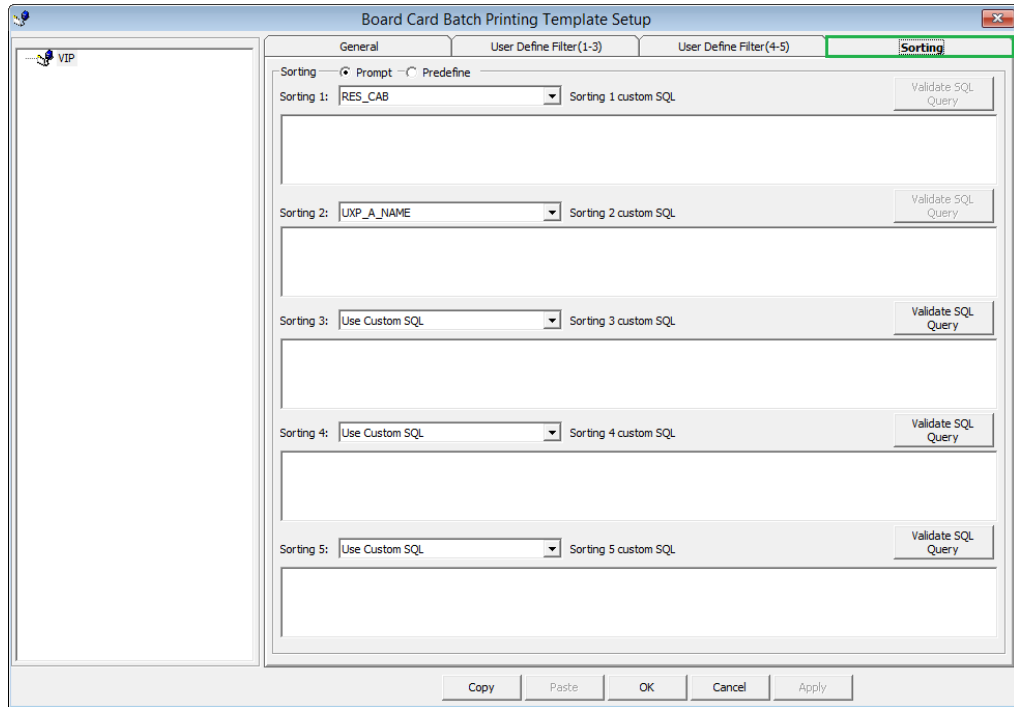 Board Card Batch Printing Template Setup
VIP
General
User Define Filter(1-3)
User Define Filter(4-5)
Sorting
Sorting
Prompt
Predefine
Sorting 1:
RES_CAB
Sorting 1 custom SQL
Validate SQL
Query
Sorting 2:
UXP_A_NAME
Sorting 2 custom SQL
Validate SQL
Query
Sorting 3:
Use Custom SQL
Sorting 3 custom SQL
Validate SQL
Query
Sorting 4:
Use Custom SQL
Sorting 4 custom SQL
Validate SQL
Query
Sorting 5:
Use Custom SQL
Sorting 5 custom SQL
Validate SQL
Query
Copy
Paste
OK
Cancel
Apply